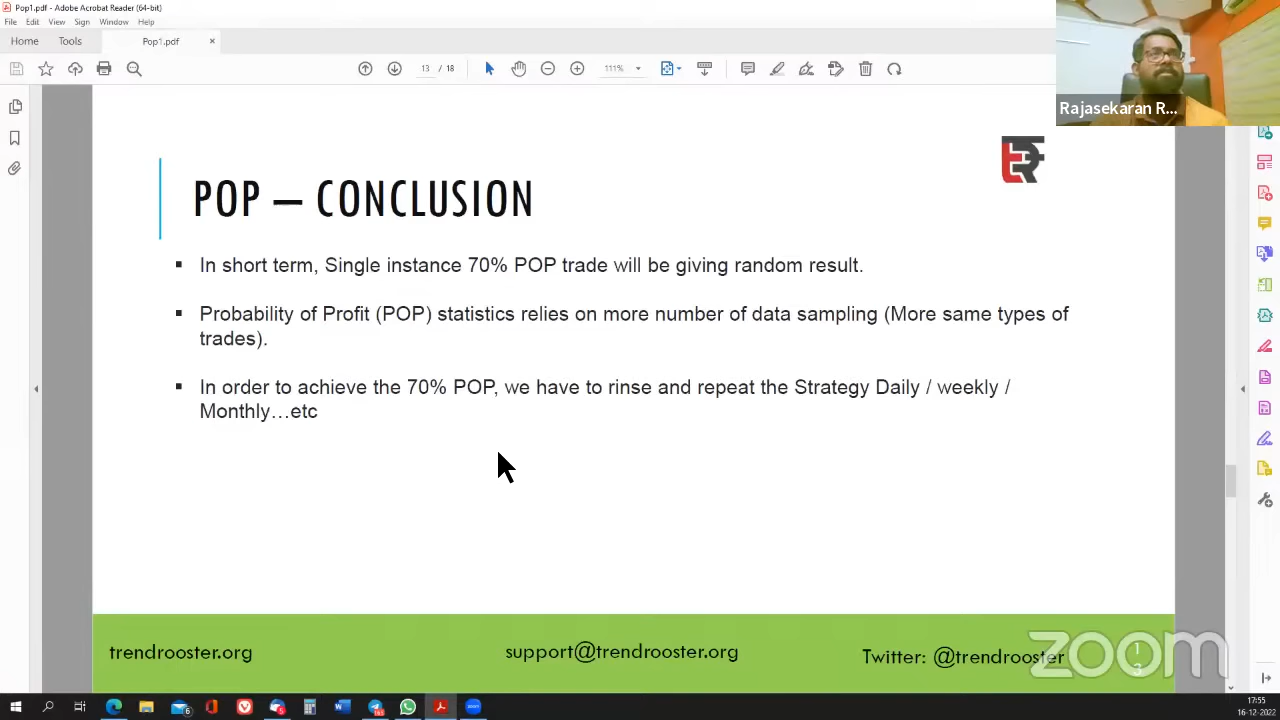 Pop1.pdf - Adobe Acrobat Reader (64-bit)
File Edit View Sign Window Help
Home Tools Pop1.pdf ×
13 / 18 111%
Rajasekaran R...
POP – CONCLUSION
▪ In short term, Single instance 70% POP trade will be giving random result.
▪ Probability of Profit (POP) statistics relies on more number of data sampling (More same types of
trades).
▪ In order to achieve the 70% POP, we have to rinse and repeat the Strategy Daily / weekly /
Monthly…etc
trendrooster.org support@trendrooster.org Twitter: @trendrooster
zoom
13
17:55
16-12-2022